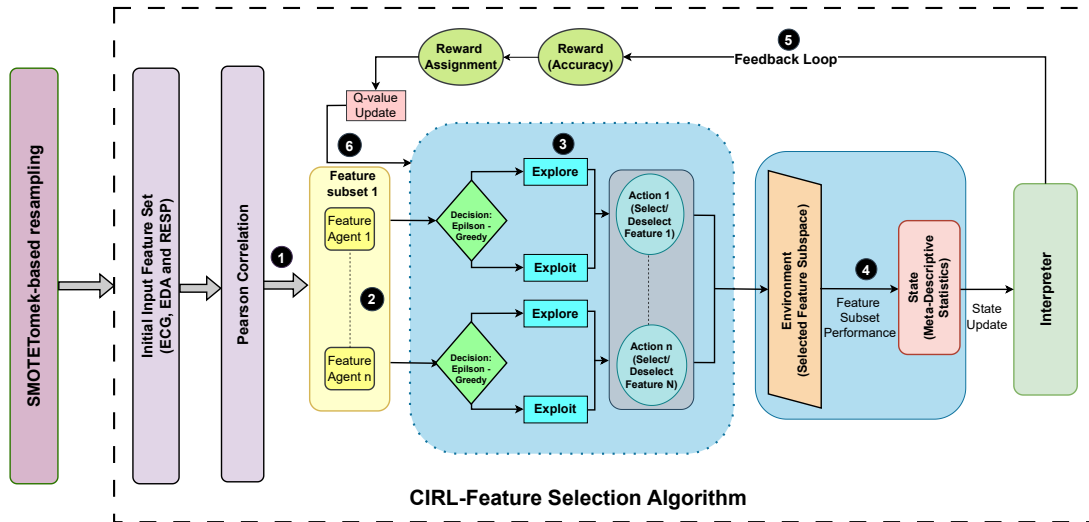 SMOTETomek-based resampling
Initial Input Feature Set
(ECG, EDA and RESP)
Pearson Correlation
1
Feature
subset 1
Feature
Agent 1
2
Feature
Agent n
Reward
Assignment
Reward
(Accuracy)
5
Feedback Loop
Q-value
Update
6
3
Decision:
Epilson -
Greedy
Explore
Exploit
Decision:
Epilson -
Greedy
Explore
Exploit
Action 1
(Select/
Deselect
Feature 1)
Action n
(Select/
Deselect
Feature N)
Environment
(Selected Feature Subspace)
4
Feature
Subset
Performance
State
(Meta-Descriptive
Statistics)
State
Update
Interpreter
CIRL-Feature Selection Algorithm